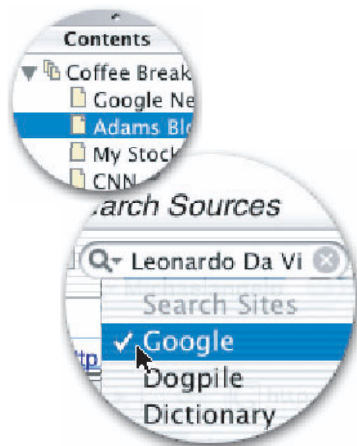 Contents
Coffee Break
Google Ne
Adams Blo
My Stock
CNN
arch Sources
Leonardo Da Vi
Search Sites
Google
Dogpile
Dictionary